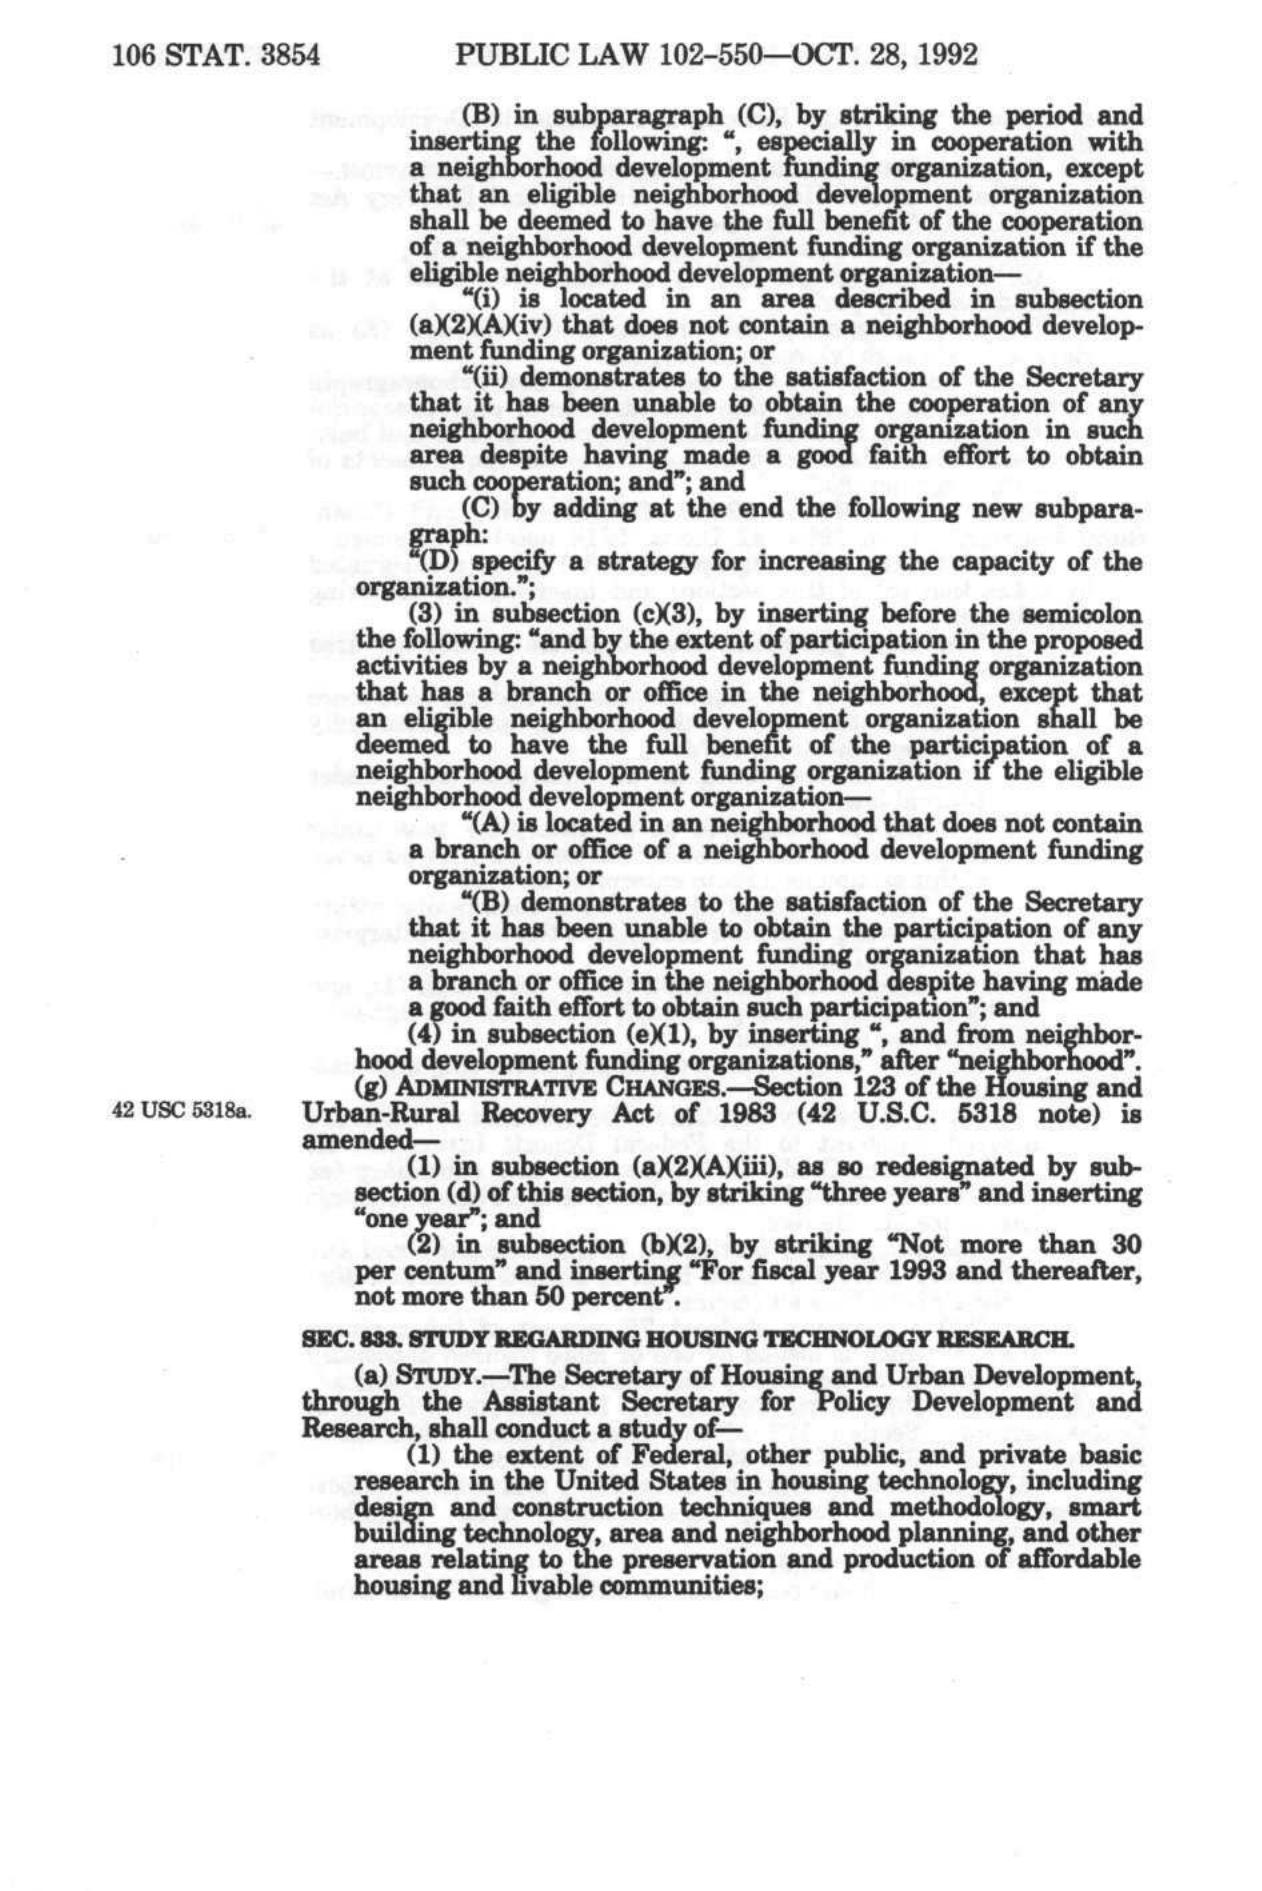 106 STAT. 3854 PUBLIC LAW 102–550—OCT. 28, 1992
(B) in subparagraph (C), by striking the period and
inserting the following: “, especially in cooperation with
a neighborhood development funding organization, except
that an eligible neighborhood development organization
shall be deemed to have the full benefit of the cooperation
of a neighborhood development funding organization if the
eligible neighborhood development organization—
“(i) is located in an area described in subsection
(a)(2)(A)(iv) that does not contain a neighborhood develop-
ment funding organization; or
“(ii) demonstrates to the satisfaction of the Secretary
that it has been unable to obtain the cooperation of any
neighborhood development funding organization in such
area despite having made a good faith effort to obtain
such cooperation; and”; and
(C) by adding at the end the following new subpara-
graph:
“(D) specify a strategy for increasing the capacity of the
organization.”;
(3) in subsection (c)(3), by inserting before the semicolon
the following: “and by the extent of participation in the proposed
activities by a neighborhood development funding organization
that has a branch or office in the neighborhood, except that
an eligible neighborhood development organization shall be
deemed to have the full benefit of the participation of a
neighborhood development funding organization if the eligible
neighborhood development organization—
“(A) is located in an neighborhood that does not contain
a branch or office of a neighborhood development funding
organization; or
“(B) demonstrates to the satisfaction of the Secretary
that it has been unable to obtain the participation of any
neighborhood development funding organization that has
a branch or office in the neighborhood despite having made
a good faith effort to obtain such participation”; and
(4) in subsection (e)(1), by inserting “, and from neighbor-
hood development funding organizations,” after “neighborhood”.
(g) ADMINISTRATIVE CHANGES.—Section 123 of the Housing and
42 USC 5318a. Urban-Rural Recovery Act of 1983 (42 U.S.C. 5318 note) is
amended—
(1) in subsection (a)(2)(A)(iii), as so redesignated by sub-
section (d) of this section, by striking “three years” and inserting
“one year”; and
(2) in subsection (b)(2), by striking “Not more than 30
per centum” and inserting “For fiscal year 1993 and thereafter,
not more than 50 percent”.
SEC. 833. STUDY REGARDING HOUSING TECHNOLOGY RESEARCH.
(a) STUDY.—The Secretary of Housing and Urban Development,
through the Assistant Secretary for Policy Development and
Research, shall conduct a study of—
(1) the extent of Federal, other public, and private basic
research in the United States in housing technology, including
design and construction techniques and methodology, smart
building technology, area and neighborhood planning, and other
areas relating to the preservation and production of affordable
housing and livable communities;